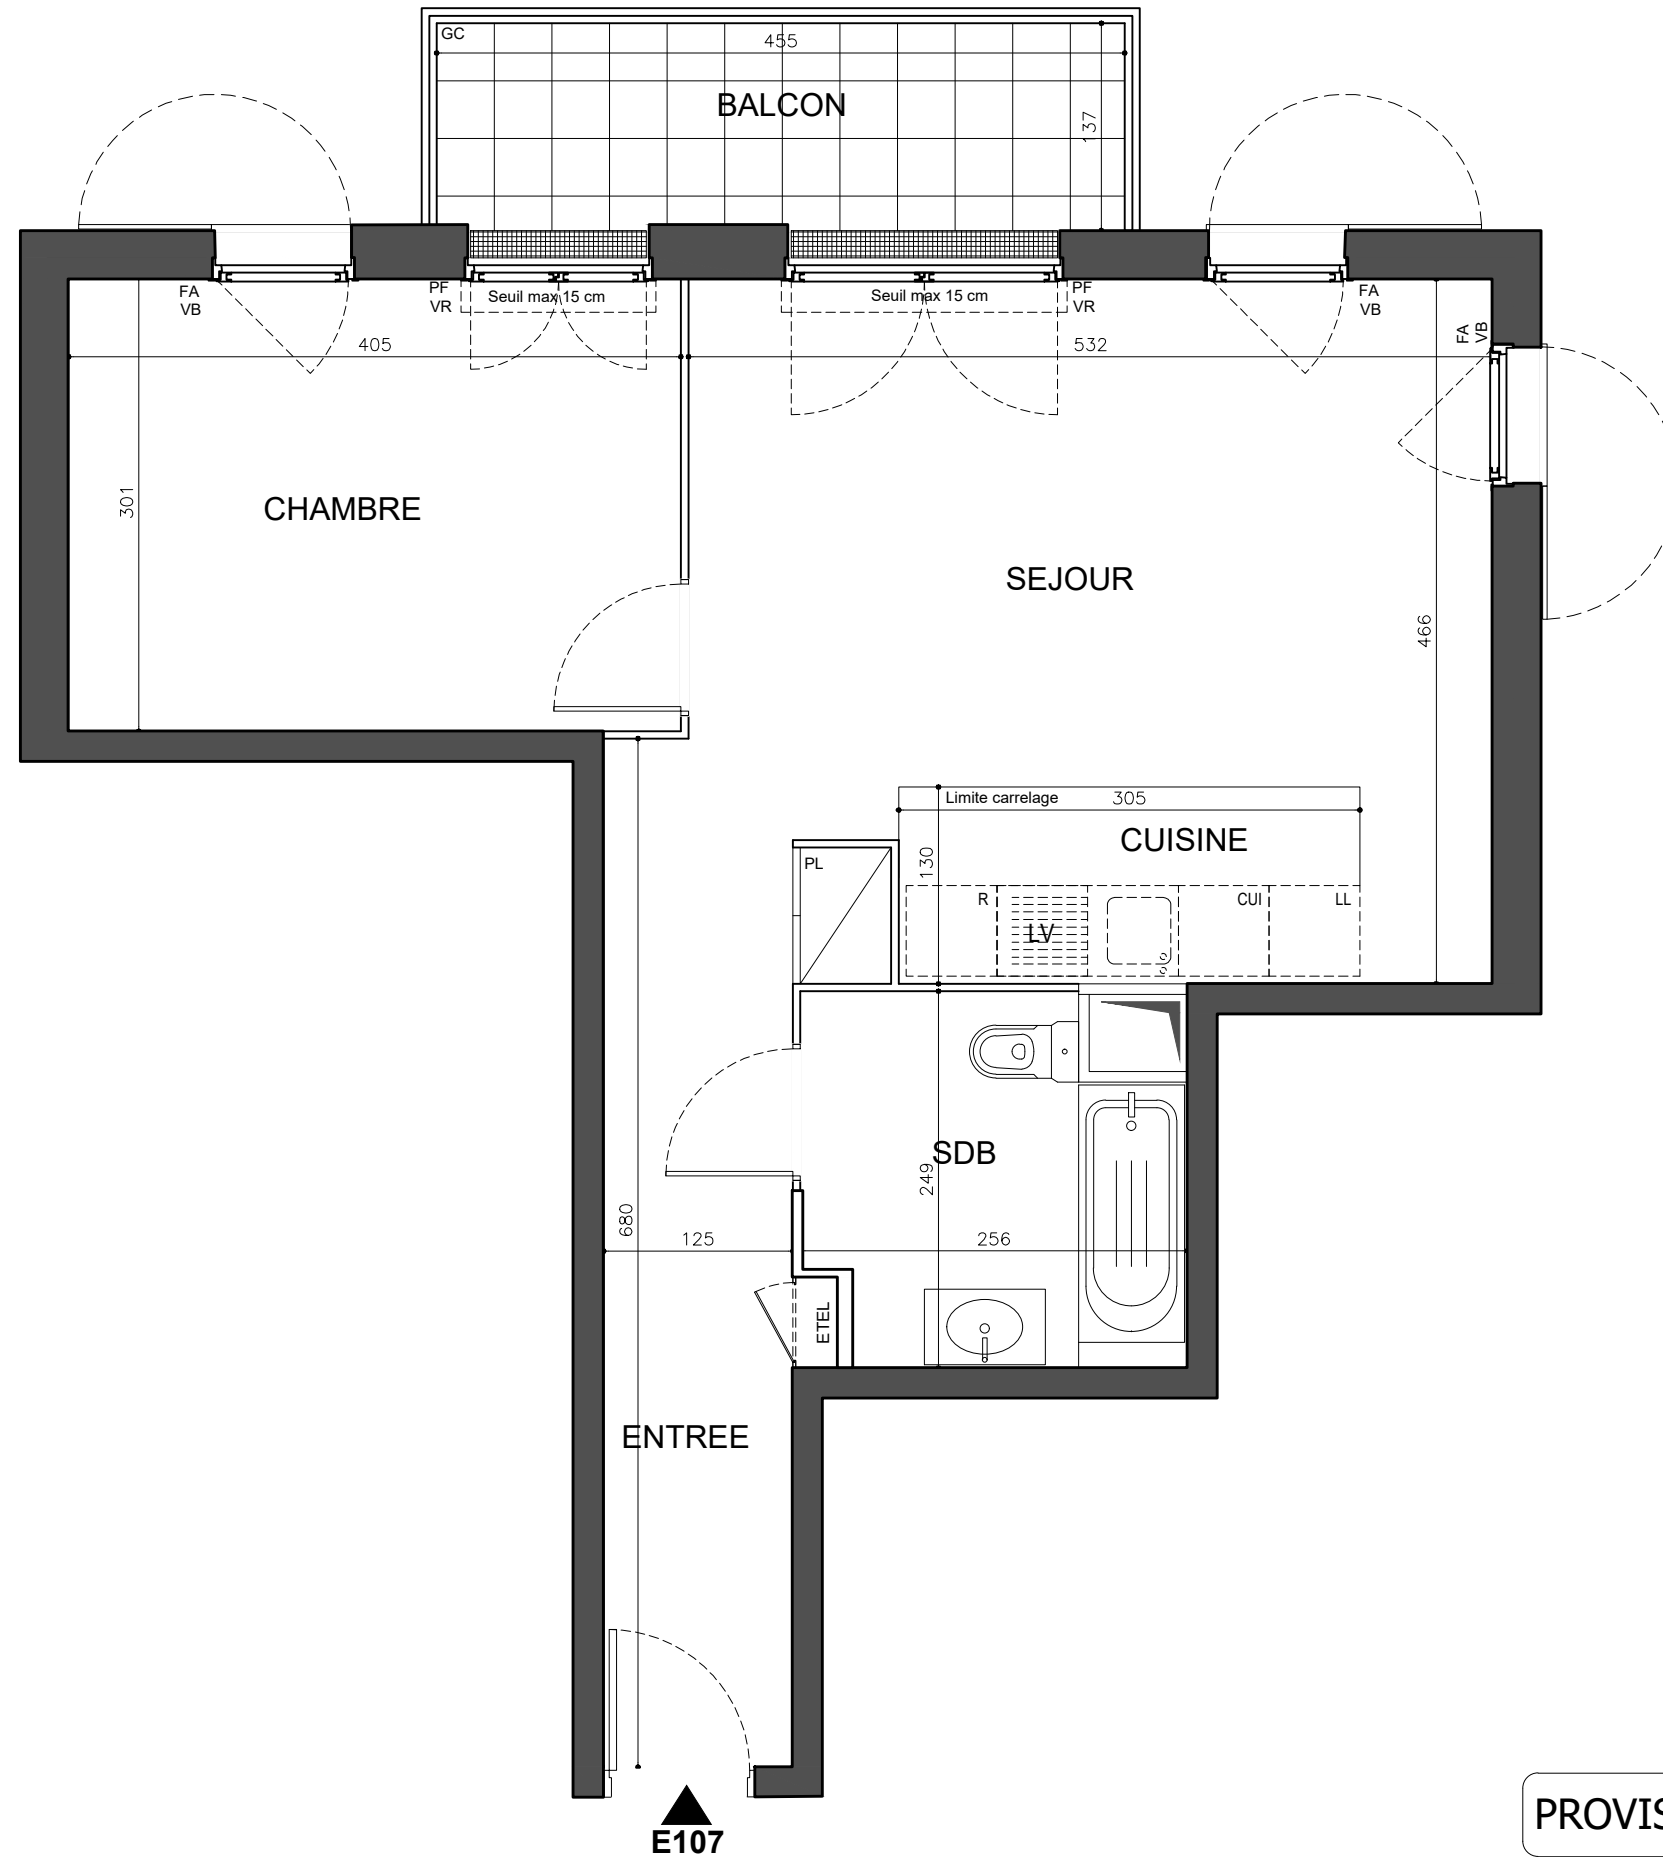 GC
455
BALCON
137
FA
VB
PF
VR
Seuil max 15 cm
Seuil max 15 cm
PF
VR
FA
VB
FA
VB
405
532
301
CHAMBRE
SEJOUR
466
Limite carrelage
305
CUISINE
130
PL
R
LV
CUI
LL
SDB
249
680
125
256
ETEL
ENTREE
E107
PROVIS